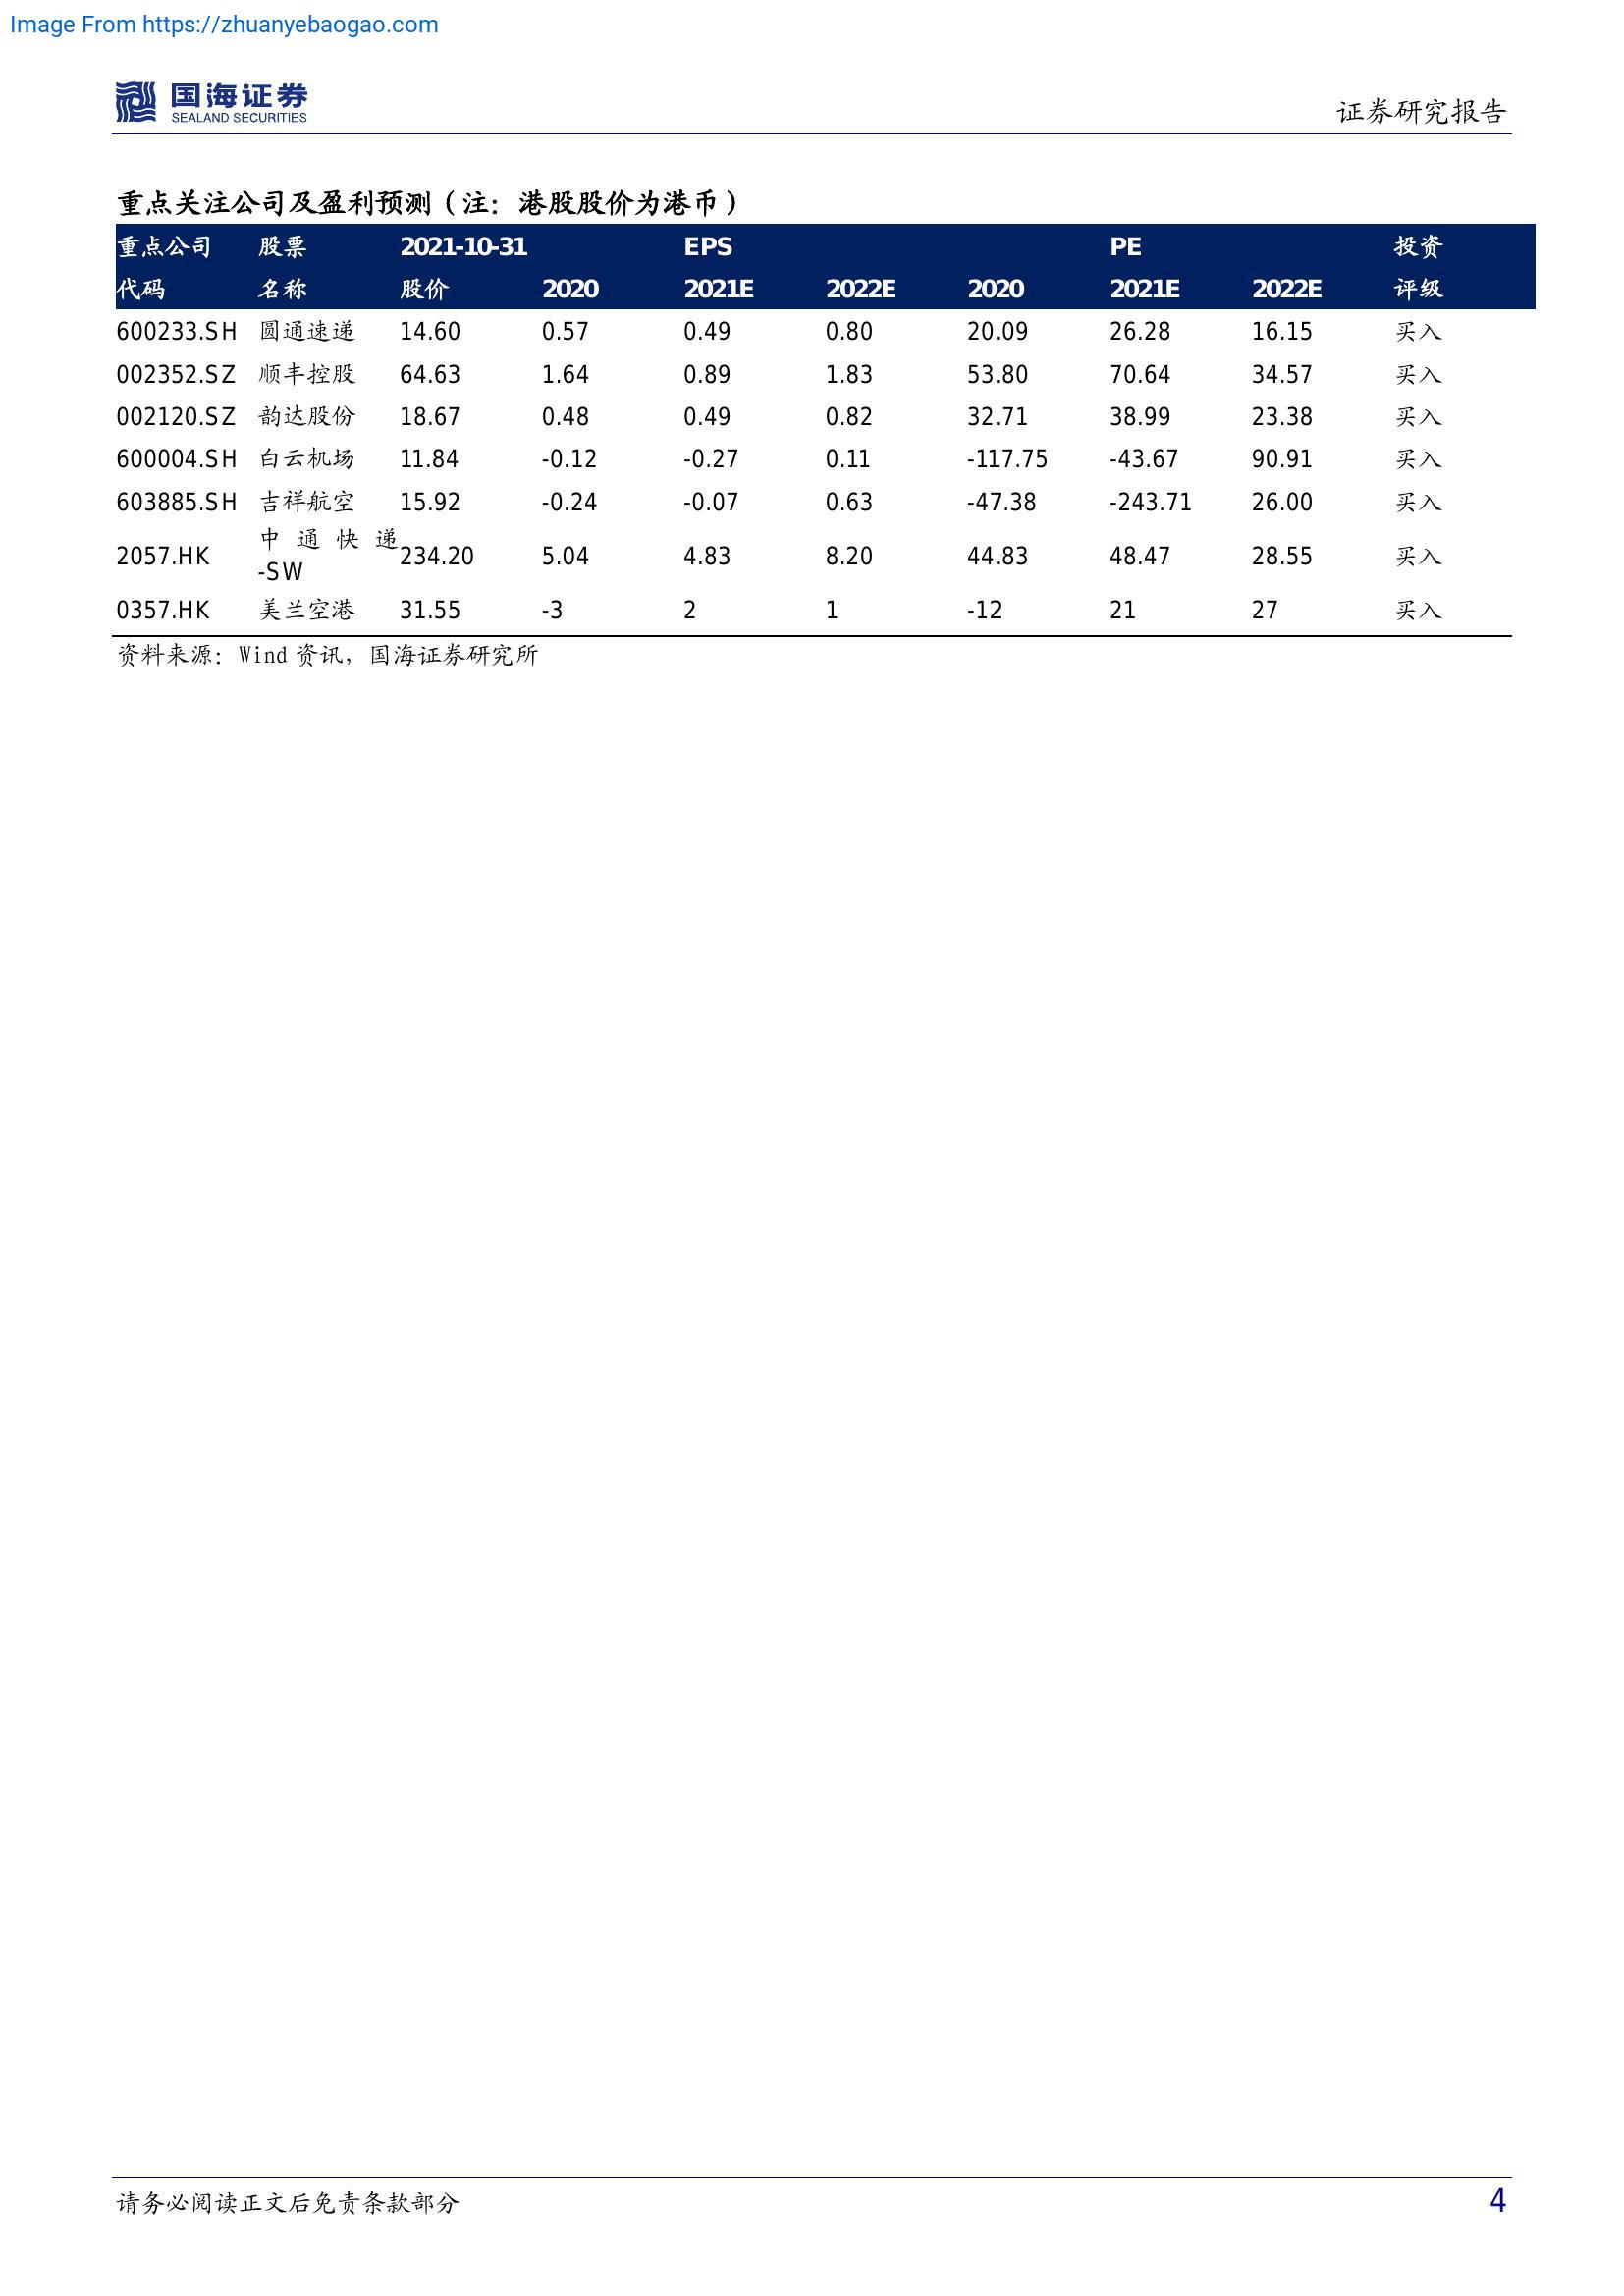 Image From https://zhuanyebaogao.com
国海证券
SEALAND SECURITIES
证券研究报告
重点关注公司及盈利预测（注：港股股价为港币）
重点公司 股票 2021-10-31 EPS PE 投资
代码 名称 股价 2020 2021E 2022E 2020 2021E 2022E 评级
600233.SH 圆通速递 14.60 0.57 0.49 0.80 20.09 26.28 16.15 买入
002352.SZ 顺丰控股 64.63 1.64 0.89 1.83 53.80 70.64 34.57 买入
002120.SZ 韵达股份 18.67 0.48 0.49 0.82 32.71 38.99 23.38 买入
600004.SH 白云机场 11.84 -0.12 -0.27 0.11 -117.75 -43.67 90.91 买入
603885.SH 吉祥航空 15.92 -0.24 -0.07 0.63 -47.38 -243.71 26.00 买入
2057.HK 中通快递-SW 234.20 5.04 4.83 8.20 44.83 48.47 28.55 买入
0357.HK 美兰空港 31.55 -3 2 1 -12 21 27 买入
资料来源：Wind 资讯，国海证券研究所
请务必阅读正文后免责条款部分
4